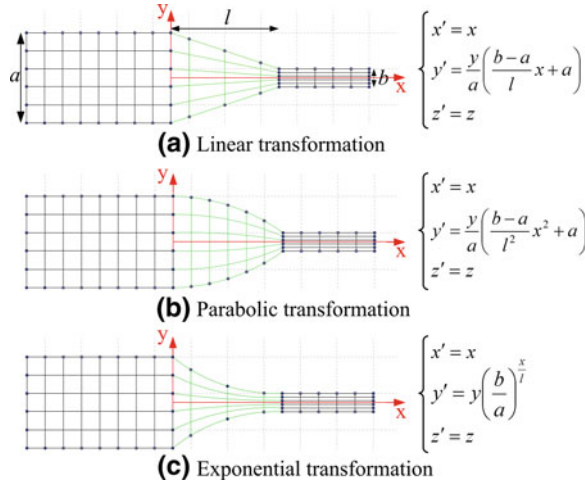 y
l
x' = x
a
b
y' = y/a ( (b−a)/l x + a )
x
z' = z
(a) Linear transformation
y
x' = x
y' = y/a ( (b−a)/l² x² + a )
x
z' = z
(b) Parabolic transformation
y
x' = x
y' = y (b/a)^(x/l)
x
z' = z
(c) Exponential transformation